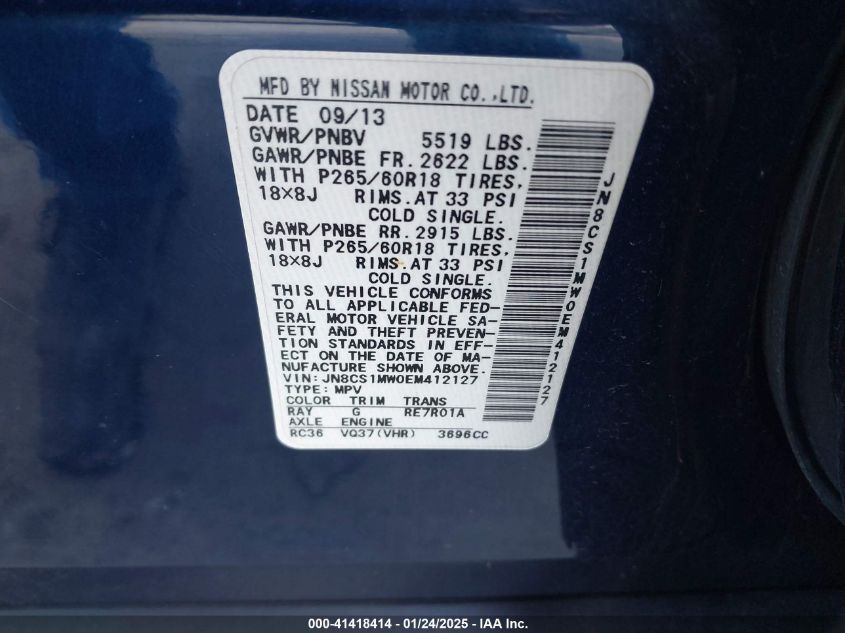 MFD BY NISSAN MOTOR CO.,LTD.
DATE 09/13
GVWR/PNBV 5519 LBS.
GAWR/PNBE FR. 2622 LBS.
WITH P265/60R18 TIRES,
18×8J RIMS.AT 33 PSI
COLD SINGLE.
GAWR/PNBE RR. 2915 LBS.
WITH P265/60R18 TIRES,
18×8J RIMS.AT 33 PSI
COLD SINGLE.
THIS VEHICLE CONFORMS
TO ALL APPLICABLE FED-
ERAL MOTOR VEHICLE SA-
FETY AND THEFT PREVEN-
TION STANDARDS IN EFF-
ECT ON THE DATE OF MA-
NUFACTURE SHOWN ABOVE.
VIN:JN8CS1MW0EM412127
TYPE: MPV
COLOR TRIM TRANS
RAY G RE7R01A
AXLE ENGINE
RC36 VQ37(VHR) 3696CC
JN8CS1MW0EM412127
000-41418414 — 01/24/2025 — IAA Inc.